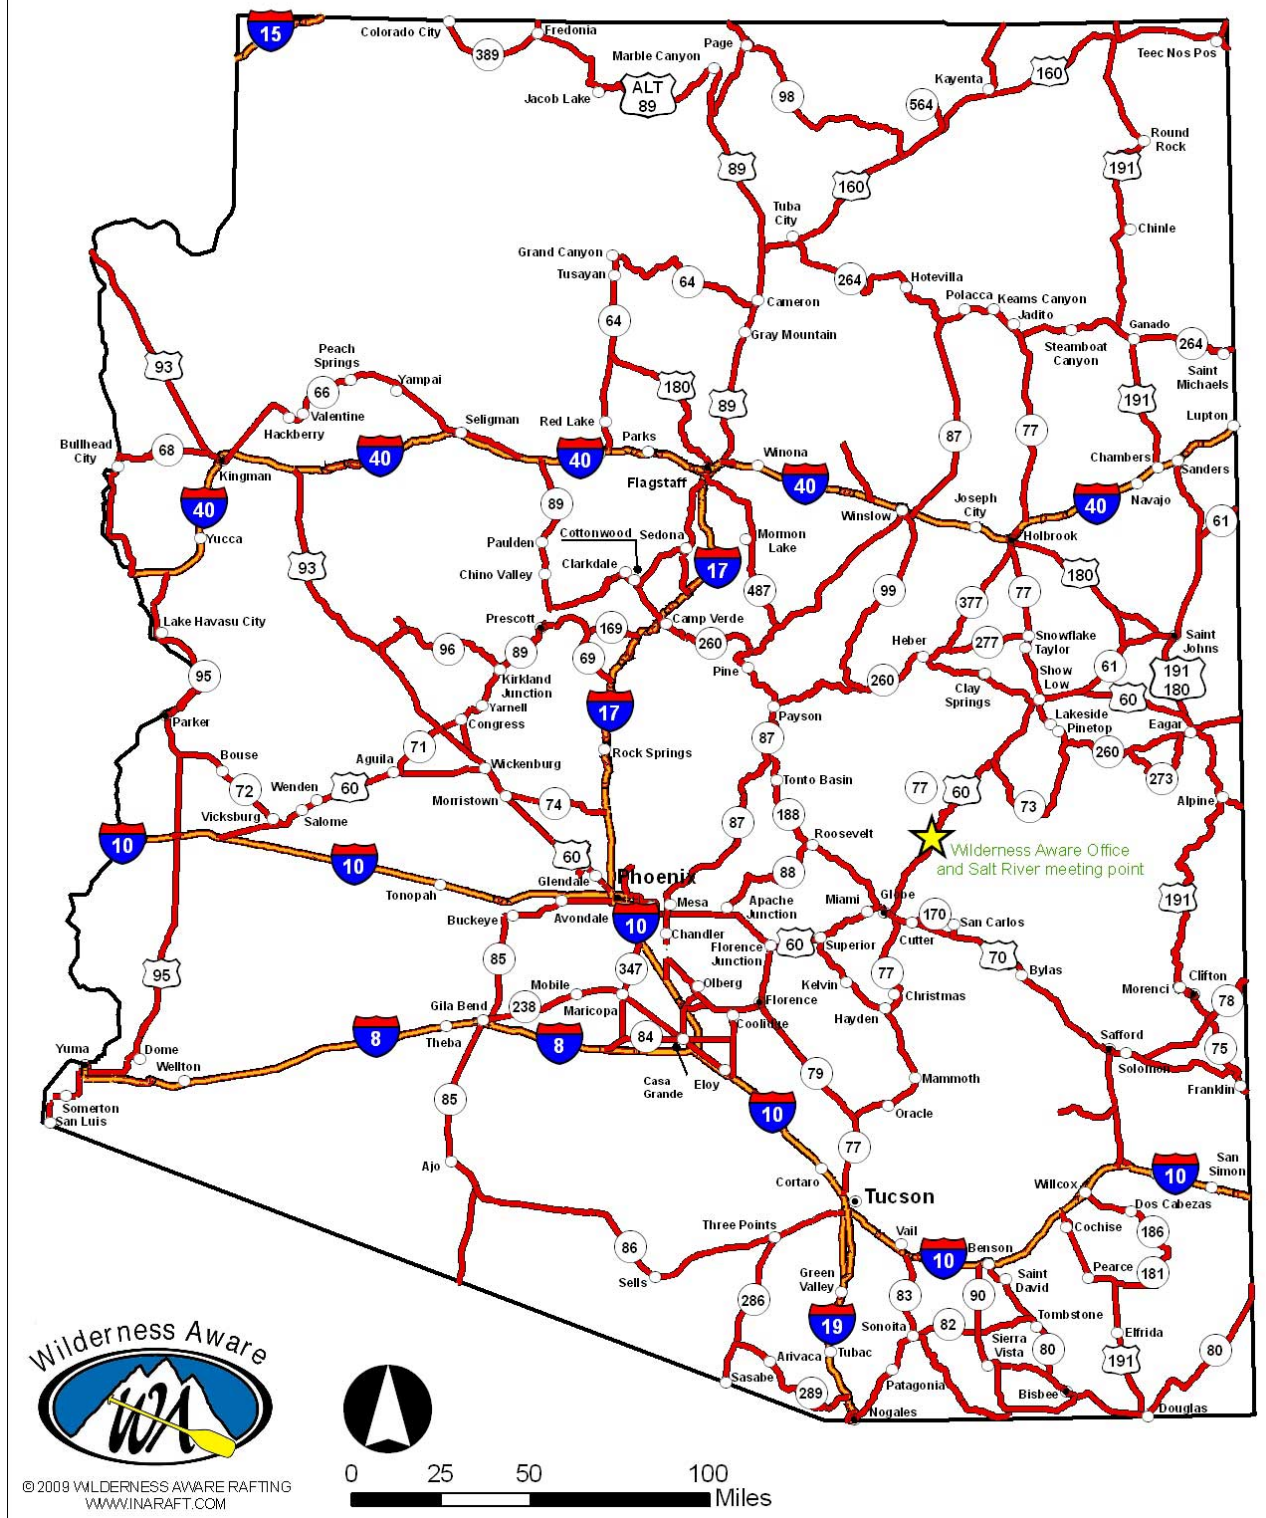 15
Colorado City
389
Fredonia
Jacob Lake
ALT
89
Marble Canyon
Page
98
Kayenta
564
160
Teec Nos Pos
Round
Rock
89
191
160
Tuba
City
Chinle
Grand Canyon
Tusayan
64
264
Hotevilla
Polacca
Keams Canyon
Jadito
Cameron
64
Gray Mountain
Steamboat
Canyon
Ganado
264
Saint
Michaels
93
Peach
Springs
66
Yampai
180
89
191
Lupton
Valentine
Hackberry
Seligman
Red Lake
Parks
87
77
Bullhead
City
68
40
40
Winona
Chambers
Sanders
Kingman
Flagstaff
40
Navajo
40
40
89
Winslow
Joseph
City
61
Yucca
Cottonwood
Sedona
Mormon
Lake
Holbrook
Paulden
Clarkdale
17
Chino Valley
93
487
99
377
77
180
Lake Havasu City
Prescott
169
Camp Verde
Heber
277
Snowflake
Taylor
Saint
Johns
96
89
69
260
Pine
260
Show
Low
61
191
180
95
Kirkland
Junction
Clay
Springs
60
Parker
Yarnell
17
Payson
Lakeside
Pinetop
Eagar
Congress
Bouse
71
Rock Springs
87
260
273
Aguila
Wickenburg
72
Wenden
60
Tonto Basin
77
60
73
Alpine
Morristown
74
Vicksburg
Salome
87
188
Roosevelt
10
10
60
Wilderness Aware Office
and Salt River meeting point
Glendale
Phoenix
88
Tonopah
Mesa
Apache
Junction
Miami
Globe
191
Buckeye
Avondale
10
170
San Carlos
Chandler
Florence
Junction
60
Superior
Cutter
85
347
70
95
Mobile
Olberg
Kelvin
77
Bylas
Clifton
Morenci
Gila Bend
238
Maricopa
Florence
Christmas
78
Hayden
8
Theba
8
84
Coolidge
Safford
75
Yuma
Dome
Wellton
Casa
Grande
Eloy
79
Mammoth
Solomon
Franklin
Somerton
San Luis
85
10
Oracle
77
Ajo
Cortaro
Willcox
10
San
Simon
Tucson
Dos Cabezas
Three Points
Vail
Cochise
186
86
10
Benson
Sells
Green
Valley
Saint
David
Pearce
181
286
83
90
19
Sonoita
82
Tombstone
Elfrida
Sierra
Vista
80
80
Arivaca
Tubac
191
Sasabe
289
Patagonia
Bisbee
Nogales
Douglas
Wilderness Aware
WA
© 2009 WILDERNESS AWARE RAFTING
WWW.INARAFT.COM
0 25 50 100
Miles